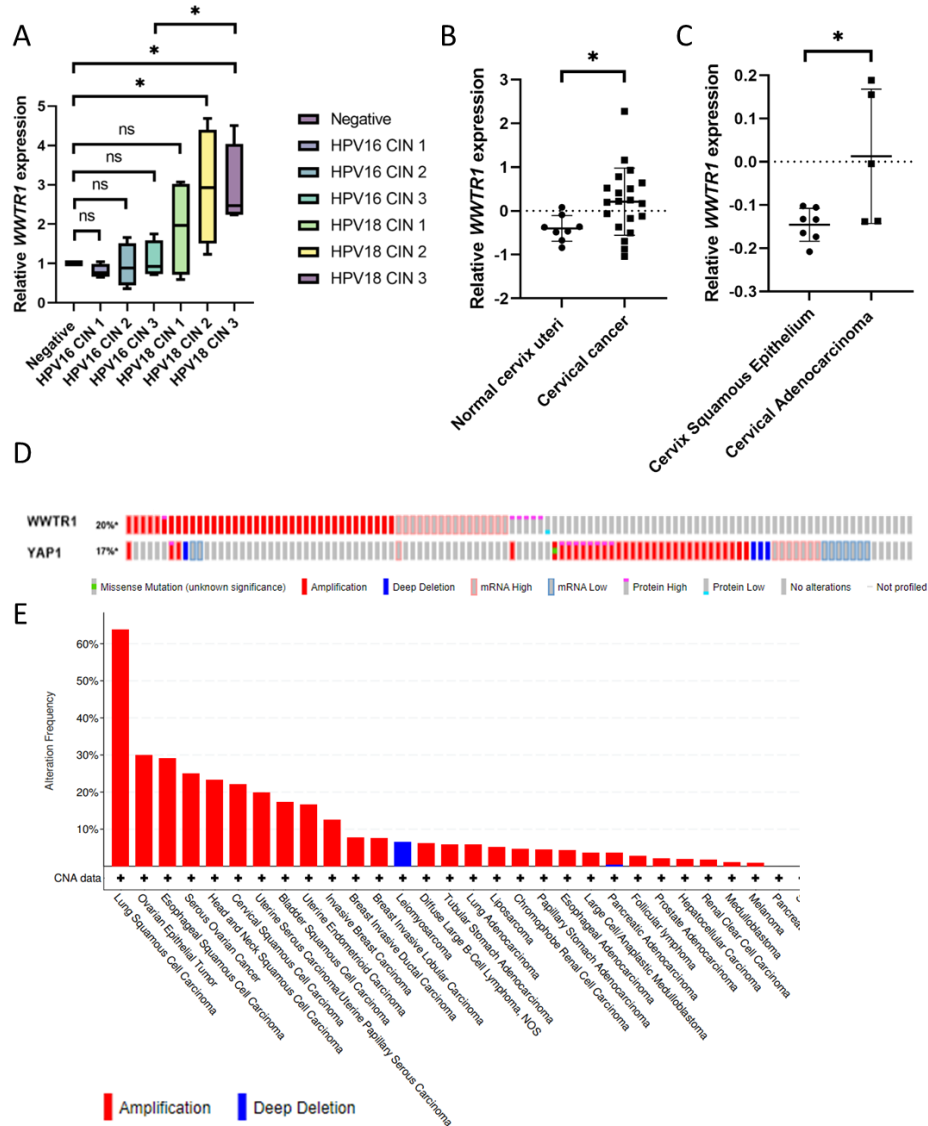 A
*
*
*
ns
ns
ns
ns
Relative WWTR1 expression
5
4
3
2
1
0
Negative
HPV16 CIN 1
HPV16 CIN 2
HPV16 CIN 3
HPV18 CIN 1
HPV18 CIN 2
HPV18 CIN 3
Negative
HPV16 CIN 1
HPV16 CIN 2
HPV16 CIN 3
HPV18 CIN 1
HPV18 CIN 2
HPV18 CIN 3
B
*
Relative WWTR1 expression
3
2
1
0
-1
-2
Normal cervix uteri
Cervical cancer
C
*
Relative WWTR1 expression
0.2
0.1
0.0
-0.1
-0.2
-0.3
Cervix Squamous Epithelium
Cervical Adenocarcinoma
D
WWTR1 20%*
YAP1 17%*
Missense Mutation (unknown significance) Amplification Deep Deletion mRNA High mRNA Low Protein High Protein Low No alterations Not profiled
E
Alteration Frequency
60%
50%
40%
30%
20%
10%
CNA data + + + + + + + + + + + + + + + + + + + + + + + + + + + + + +
Lung Squamous Cell Carcinoma
Ovarian Epithelial Tumor
Esophageal Squamous Cell Carcinoma
Serous Ovarian Cancer
Head and Neck Squamous Cell Carcinoma
Cervical Squamous Cell Carcinoma
Uterine Serous Carcinoma/Uterine Papillary Serous Carcinoma
Bladder Squamous Cell Carcinoma
Uterine Endometrioid Carcinoma
Invasive Breast Carcinoma
Breast Invasive Ductal Carcinoma
Breast Invasive Lobular Carcinoma
Leiomyosarcoma
Diffuse Large B-Cell Lymphoma, NOS
Tubular Stomach Adenocarcinoma
Lung Adenocarcinoma
Liposarcoma
Chromophobe Renal Cell Carcinoma
Papillary Stomach Adenocarcinoma
Esophageal Adenocarcinoma
Large Cell/Anaplastic Medulloblastoma
Pancreatic Adenocarcinoma
Follicular lymphoma
Prostate Adenocarcinoma
Hepatocellular Carcinoma
Renal Clear Cell Carcinoma
Medulloblastoma
Melanoma
Pancrea
Amplification Deep Deletion